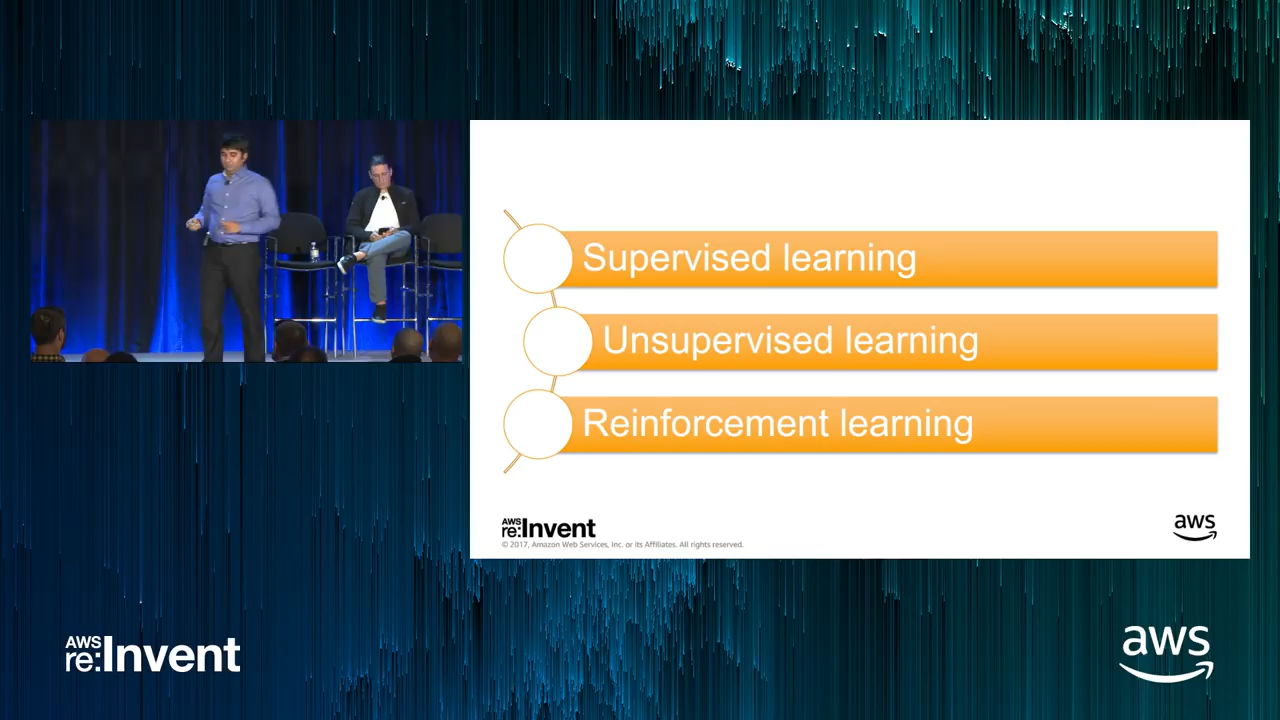 Supervised learning
Unsupervised learning
Reinforcement learning
AWS
re:Invent
© 2017, Amazon Web Services, Inc. or its Affiliates. All rights reserved.
aws
AWS
re:Invent
aws